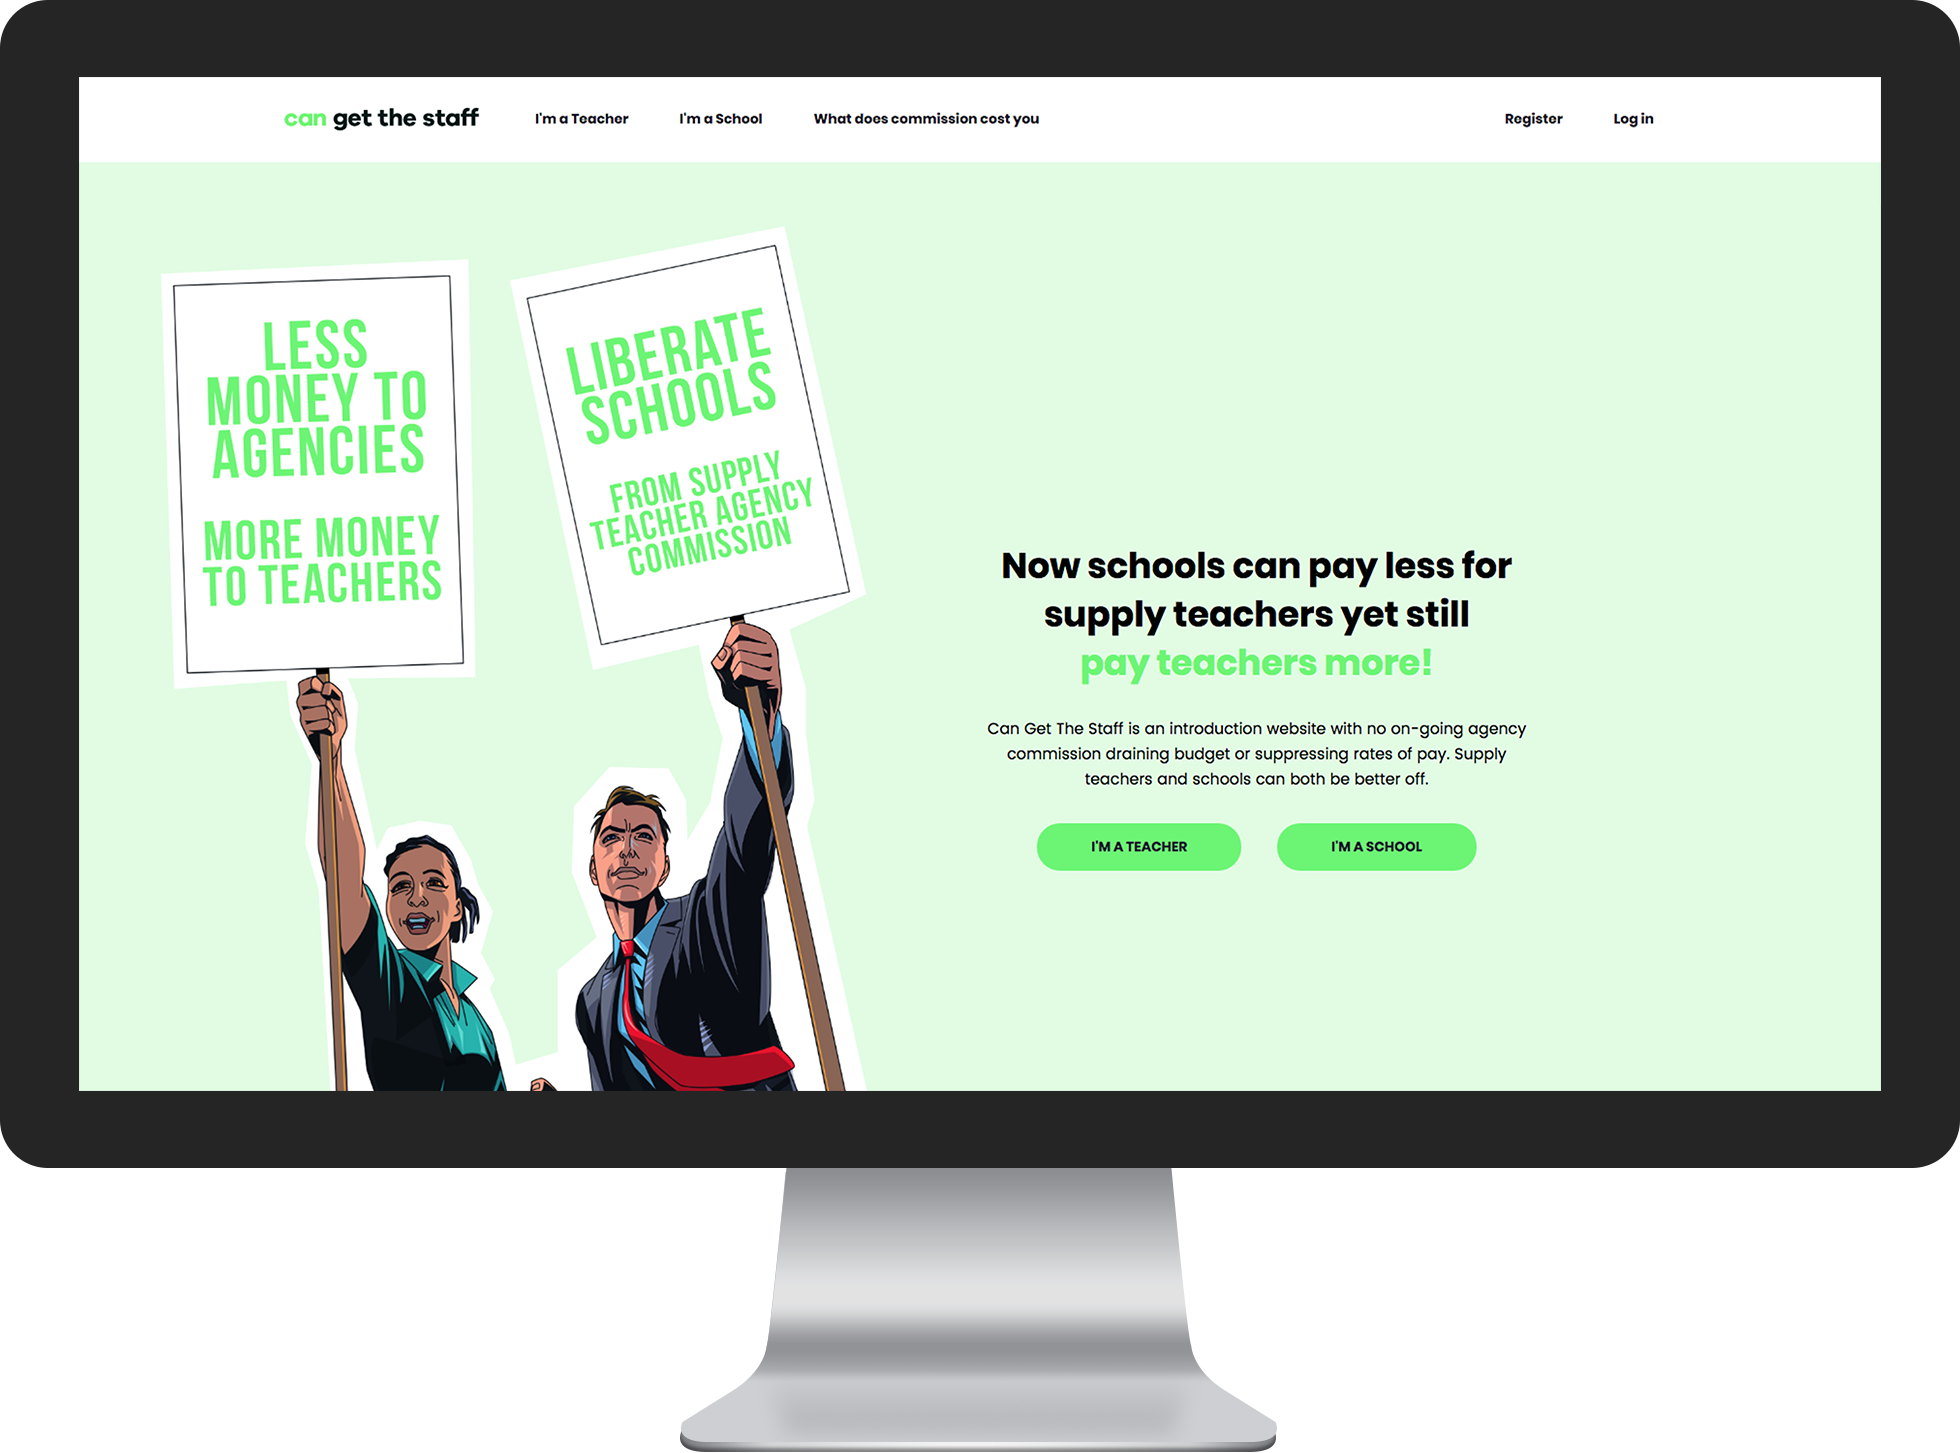 can get the staff
I'm a Teacher
I'm a School
What does commission cost you
Register
Log in
LESS
MONEY TO
AGENCIES
MORE MONEY
TO TEACHERS
LIBERATE
SCHOOLS
FROM SUPPLY
TEACHER AGENCY
COMMISSION
Now schools can pay less for
supply teachers yet still
pay teachers more!
Can Get The Staff is an introduction website with no on-going agency
commission draining budget or suppressing rates of pay. Supply
teachers and schools can both be better off.
I'M A TEACHER
I'M A SCHOOL